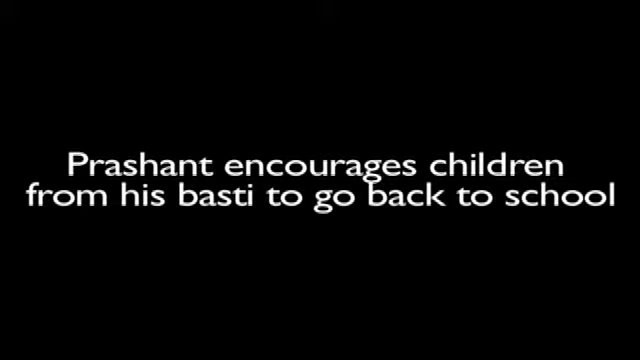 Prashant encourages children
from his basti to go back to school